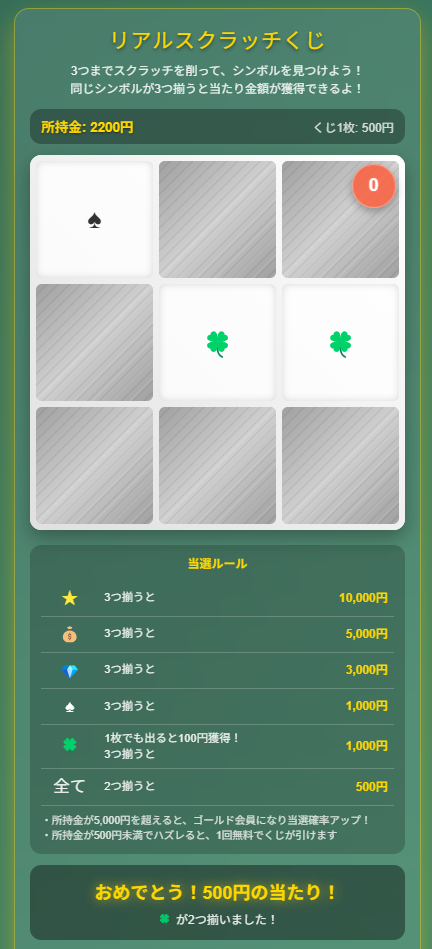 リアルスクラッチくじ
3つまでスクラッチを削って、シンボルを見つけよう！
同じシンボルが3つ揃うと当たり金額が獲得できるよ！
所持金: 2200円 くじ1枚: 500円
0
当選ルール
3つ揃うと 10,000円
3つ揃うと 5,000円
3つ揃うと 3,000円
3つ揃うと 1,000円
1枚でも出ると100円獲得！
3つ揃うと 1,000円
全て 2つ揃うと 500円
・所持金が5,000円を超えると、ゴールド会員になり当選確率アップ！
・所持金が500円未満でハズレると、1回無料でくじが引けます
おめでとう！500円の当たり！
が2つ揃いました！